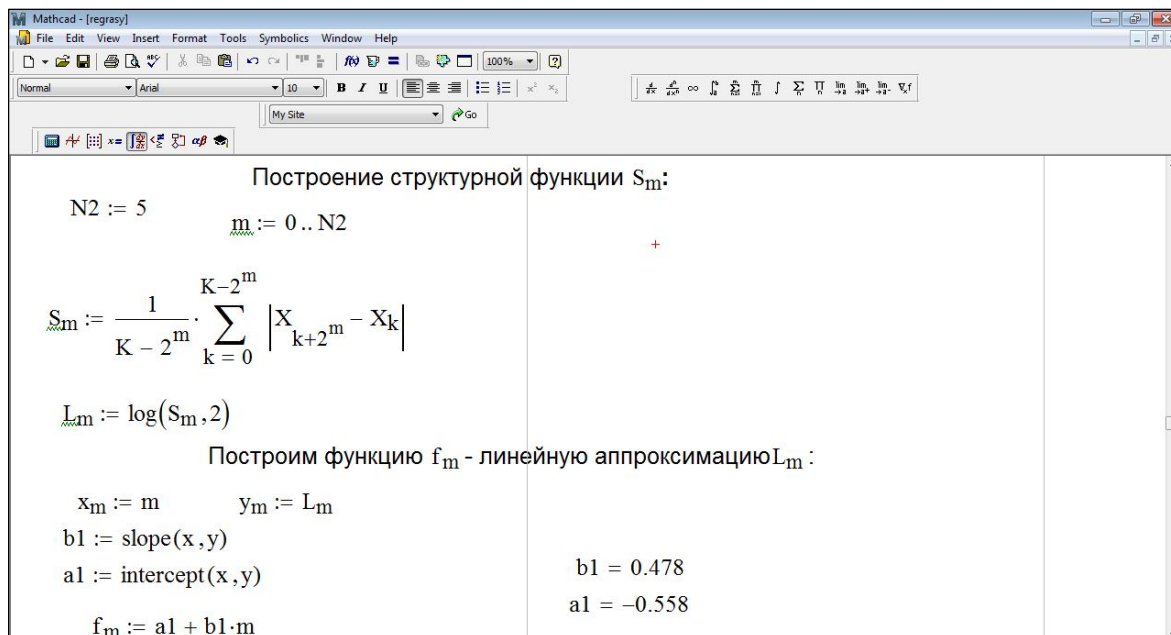 Mathcad - [regrasy]
File Edit View Insert Format Tools Symbolics Window Help
100%
Normal Arial 10 B I U
My Site Go
Построение структурной функции Sm:
N2 := 5
m := 0 .. N2
Sm := 1/(K − 2^m) · ∑(k = 0, K−2^m) |X_(k+2^m) − Xk|
Lm := log(Sm , 2)
Построим функцию fm - линейную аппроксимацию Lm :
xm := m ym := Lm
b1 := slope(x , y)
b1 = 0.478
a1 := intercept(x , y)
a1 = −0.558
fm := a1 + b1·m